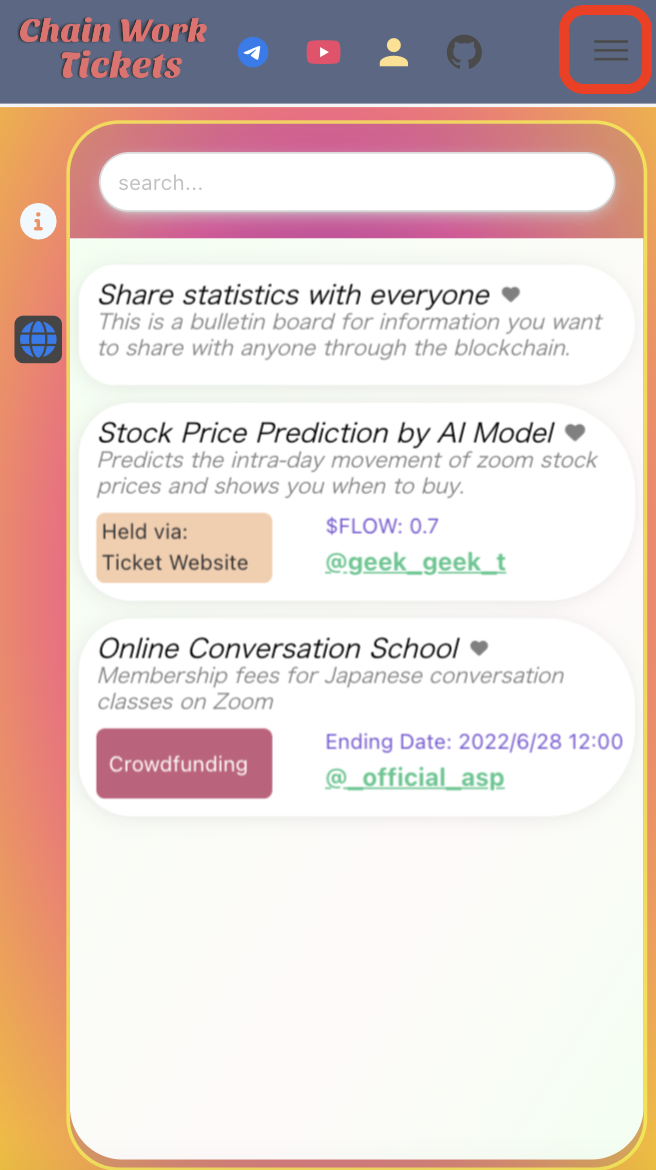 Chain Work
Tickets
search...
Share statistics with everyone
This is a bulletin board for information you want
to share with anyone through the blockchain.
Stock Price Prediction by AI Model
Predicts the intra-day movement of zoom stock
prices and shows you when to buy.
Held via:
Ticket Website
$FLOW: 0.7
@geek_geek_t
Online Conversation School
Membership fees for Japanese conversation
classes on Zoom
Crowdfunding
Ending Date: 2022/6/28 12:00
@_official_asp